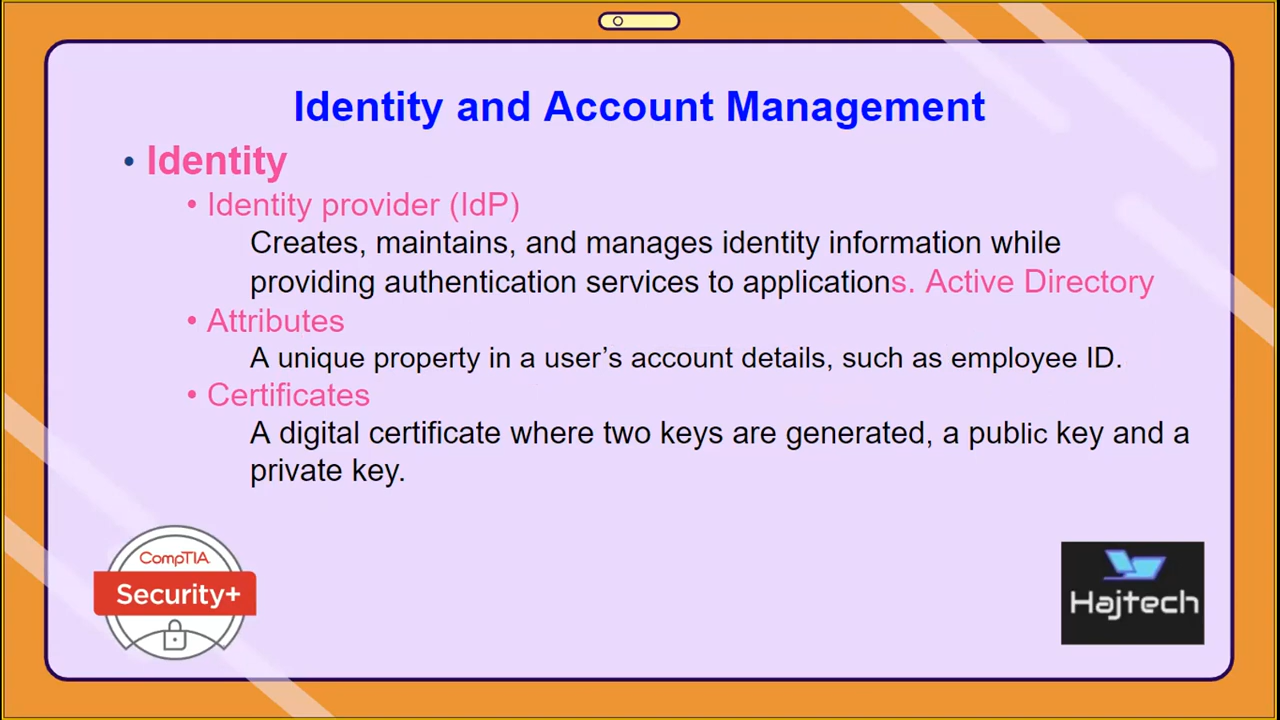 Identity and Account Management
• Identity
• Identity provider (IdP)
Creates, maintains, and manages identity information while
providing authentication services to applications. Active Directory
• Attributes
A unique property in a user’s account details, such as employee ID.
• Certificates
A digital certificate where two keys are generated, a public key and a
private key.
CompTIA
Security+
Hajtech